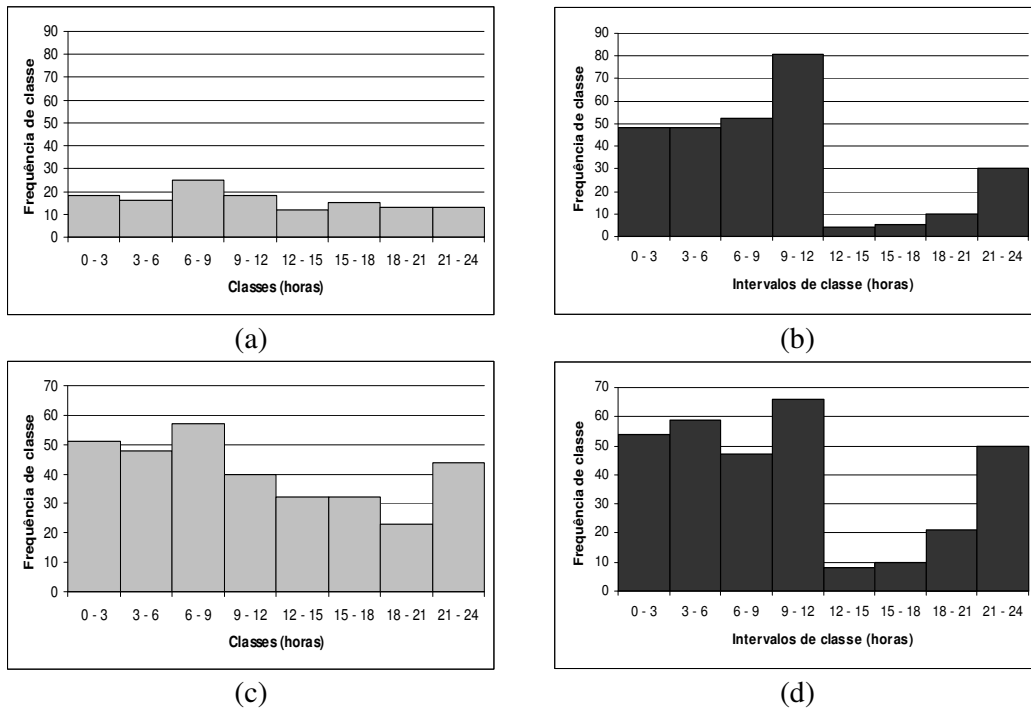 90
80
70
60
50
40
30
20
10
0
Frequência de classe
0 - 3 3 - 6 6 - 9 9 - 12 12 - 15 15 - 18 18 - 21 21 - 24
Classes (horas)
(a)
90
80
70
60
50
40
30
20
10
0
Frequência de classe
0 - 3 3 - 6 6 - 9 9 - 12 12 - 15 15 - 18 18 - 21 21 - 24
Intervalos de classe (horas)
(b)
70
60
50
40
30
20
10
0
Frequência de classe
0 - 3 3 - 6 6 - 9 9 - 12 12 - 15 15 - 18 18 - 21 21 - 24
Classes (horas)
(c)
70
60
50
40
30
20
10
0
Frequência de classe
0 - 3 3 - 6 6 - 9 9 - 12 12 - 15 15 - 18 18 - 21 21 - 24
Intervalos de classe (horas)
(d)